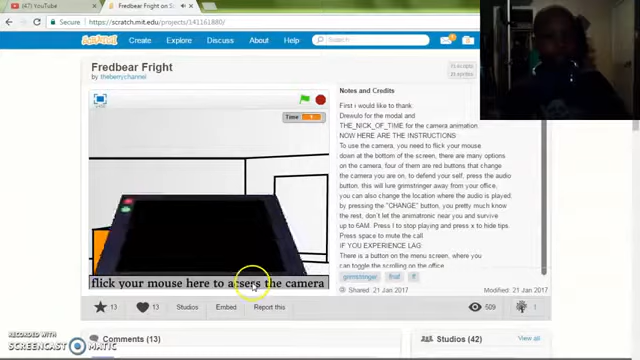 (47) YouTube
Fredbear Fright on S
Secure
https://scratch.mit.edu/projects/141161880/
SCRATCH Create Explore Discuss About Search
Fredbear Fright
by theberrychannel
Time
flick your mouse here to acsers the camera
Notes and Credits
First i would like to thank
Drewulo for the modal and
THE_NICK_OF_TIME for the camera animation.
NOW HERE ARE THE INSTRUCTIONS
To use the camera, you need to flick your mouse
down at the bottom of the screen, there are many options
on the camera, four of them are red buttons that change
the camera you are on, to defend your self, press the audio
button, this will lure grimstringer away from your office,
you can also change the location where the audio is played
by pressing the "CHANGE" button, you pretty much know
the rest, don't let the animatronic near you and survive
up to 6AM. Press l to stop playing and press x to hide tips
Press space to mute the call
IF YOU EXPERIENCE LAG:
There is a button on the menu screen, where you
can toggle the scrolling on the office
Shared: 21 Jan 2017 Modified: 21 Jan 2017
13 13 Studios Embed Report this 509 1
Comments (13)
Studios (2) View all
RECORDED WITH
SCREENCAST MATIC